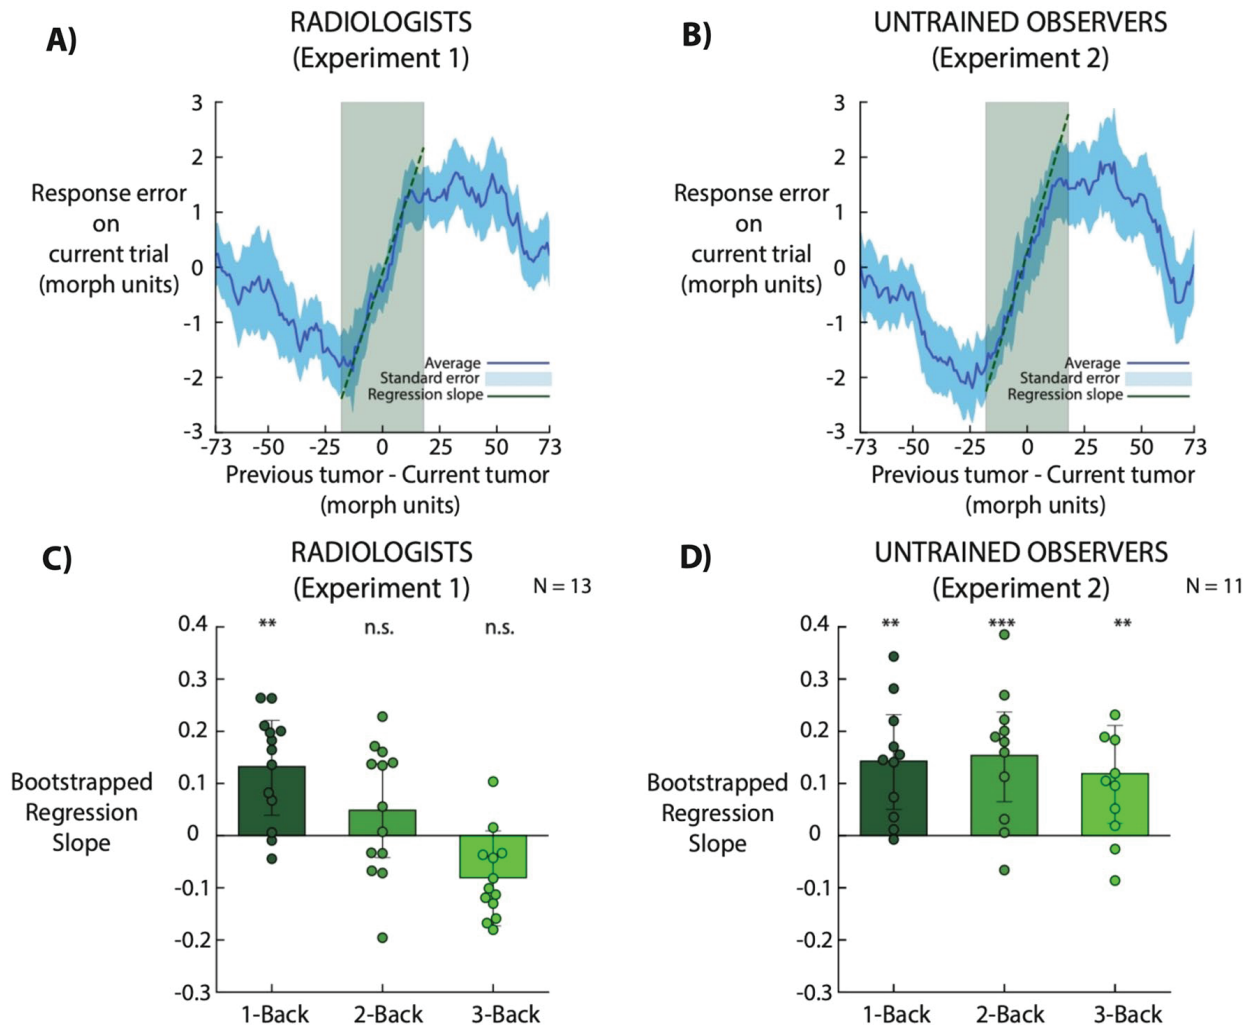 A)
RADIOLOGISTS
(Experiment 1)
3
2
1
0
-1
-2
-3
Response error
on
current trial
(morph units)
Average
Standard error
Regression slope
-73 -50 -25 0 25 50 73
Previous tumor - Current tumor
(morph units)
B)
UNTRAINED OBSERVERS
(Experiment 2)
3
2
1
0
-1
-2
-3
Response error
on
current trial
(morph units)
Average
Standard error
Regression slope
-73 -50 -25 0 25 50 73
Previous tumor - Current tumor
(morph units)
C)
RADIOLOGISTS
(Experiment 1)
N = 13
** n.s. n.s.
0.4
0.3
0.2
0.1
0
-0.1
-0.2
-0.3
Bootstrapped
Regression
Slope
1-Back 2-Back 3-Back
D)
UNTRAINED OBSERVERS
(Experiment 2)
N = 11
** *** **
0.4
0.3
0.2
0.1
0
-0.1
-0.2
-0.3
Bootstrapped
Regression
Slope
1-Back 2-Back 3-Back